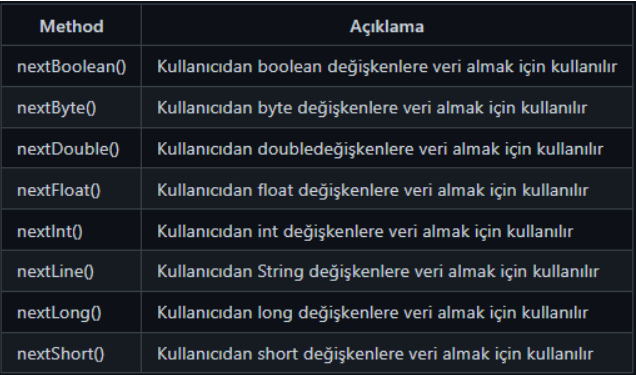 Method Açıklama
nextBoolean() Kullanıcıdan boolean değişkenlere veri almak için kullanılır
nextByte() Kullanıcıdan byte değişkenlere veri almak için kullanılır
nextDouble() Kullanıcıdan doubledeğişkenlere veri almak için kullanılır
nextFloat() Kullanıcıdan float değişkenlere veri almak için kullanılır
nextInt() Kullanıcıdan int değişkenlere veri almak için kullanılır
nextLine() Kullanıcıdan String değişkenlere veri almak için kullanılır
nextLong() Kullanıcıdan long değişkenlere veri almak için kullanılır
nextShort() Kullanıcıdan short değişkenlere veri almak için kullanılır